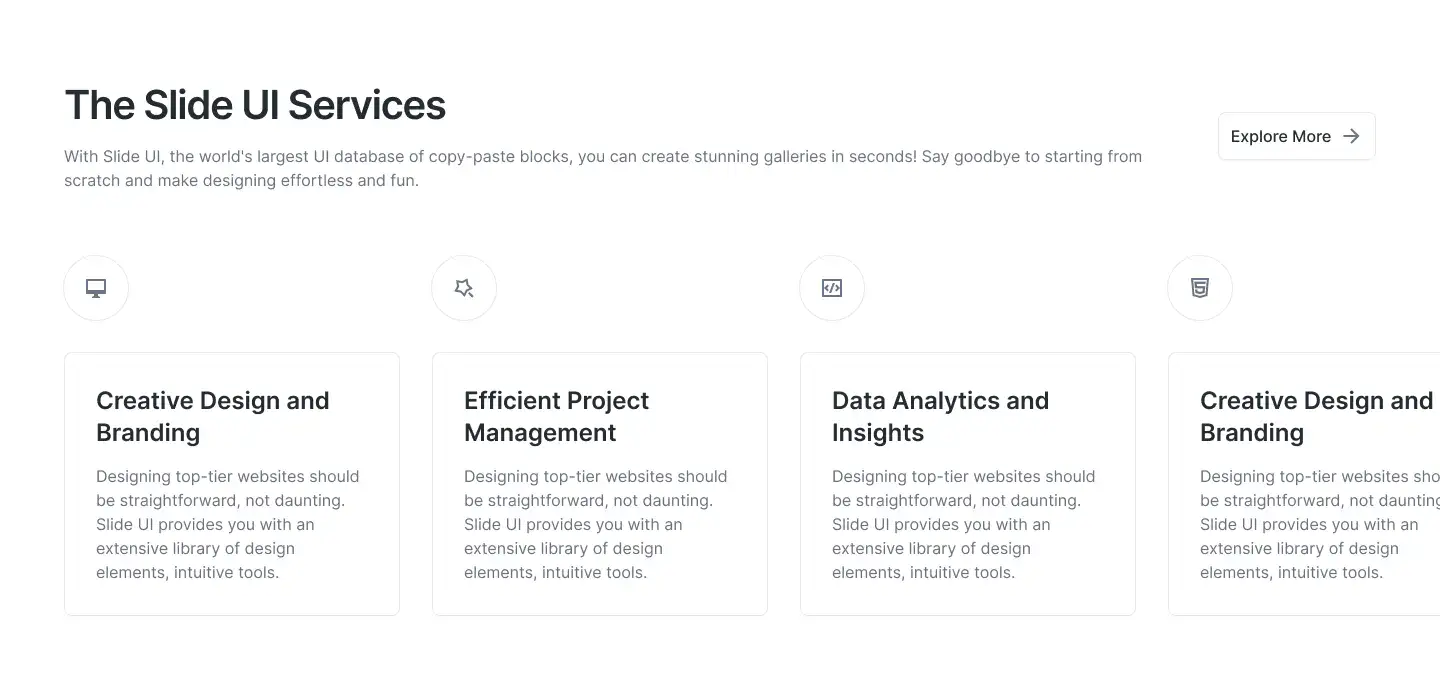 The Slide UI Services
With Slide UI, the world's largest UI database of copy-paste blocks, you can create stunning galleries in seconds! Say goodbye to starting from
scratch and make designing effortless and fun.
Explore More
Creative Design and
Branding
Designing top-tier websites should
be straightforward, not daunting.
Slide UI provides you with an
extensive library of design
elements, intuitive tools.
Efficient Project
Management
Designing top-tier websites should
be straightforward, not daunting.
Slide UI provides you with an
extensive library of design
elements, intuitive tools.
Data Analytics and
Insights
Designing top-tier websites should
be straightforward, not daunting.
Slide UI provides you with an
extensive library of design
elements, intuitive tools.
Creative Design and
Branding
Designing top-tier websites sho
be straightforward, not daunting
Slide UI provides you with an
extensive library of design
elements, intuitive tools.